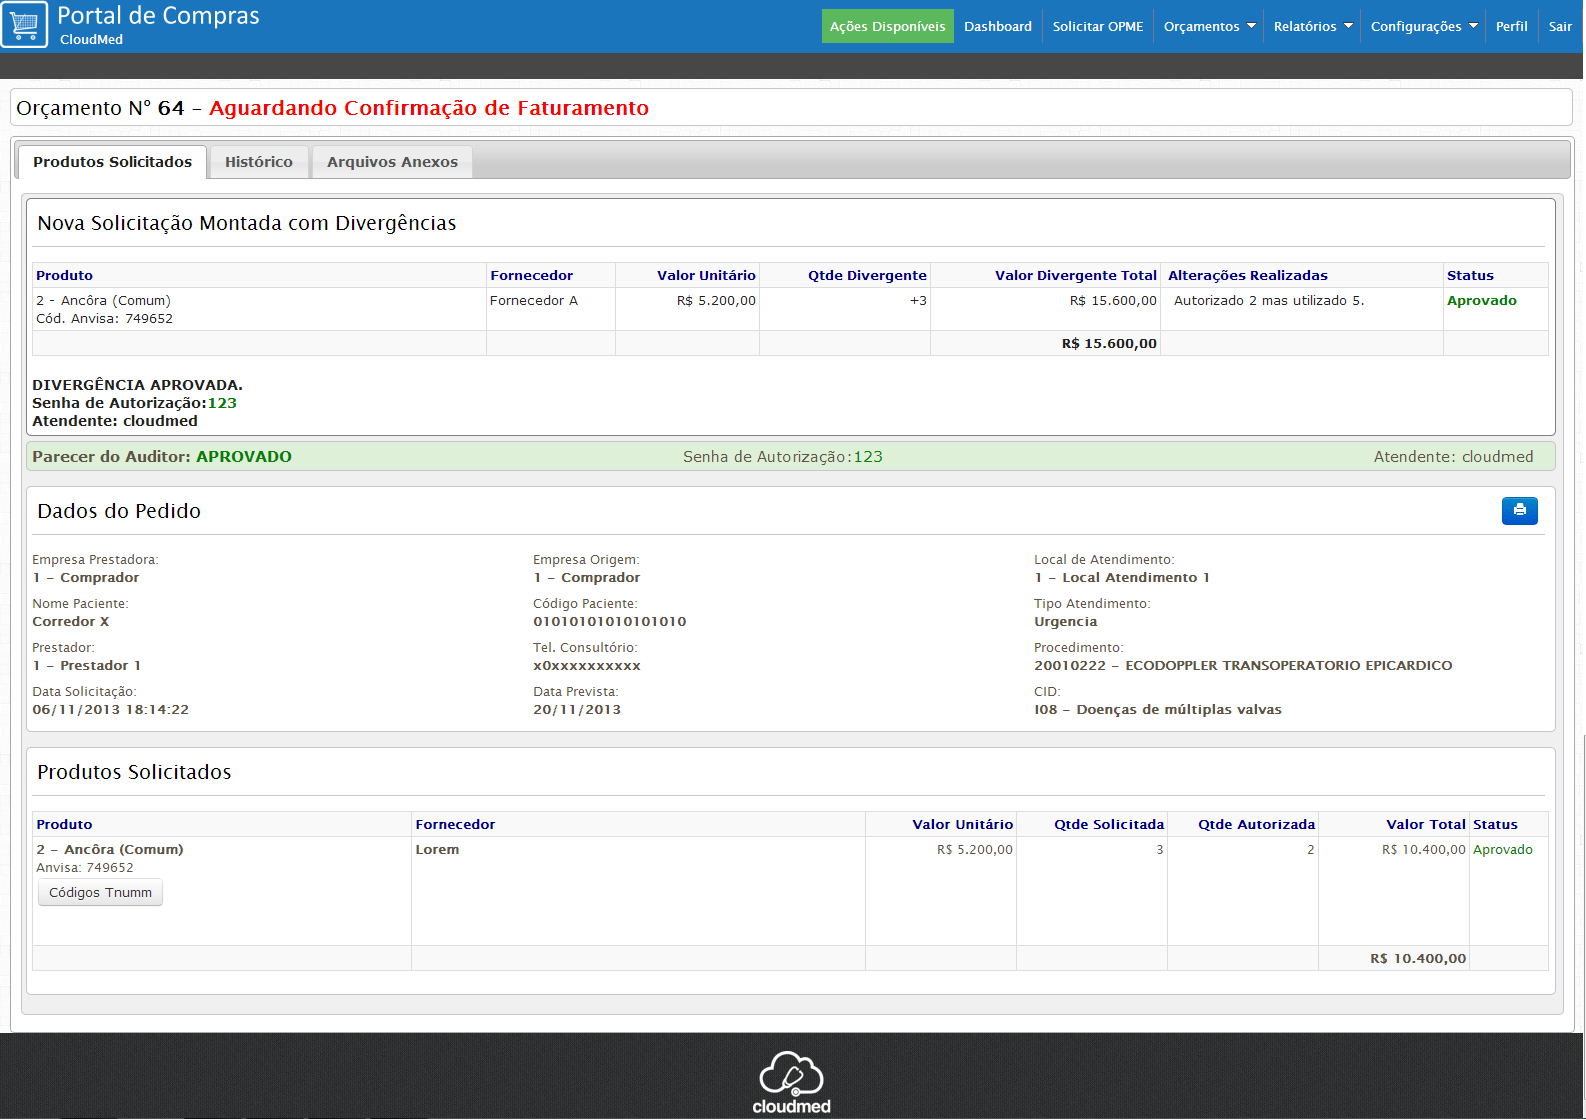 Portal de Compras
CloudMed
Ações Disponíveis Dashboard Solicitar OPME Orçamentos Relatórios Configurações Perfil Sair
Orçamento Nº 64 - Aguardando Confirmação de Faturamento
Produtos Solicitados Histórico Arquivos Anexos
Nova Solicitação Montada com Divergências
Produto Fornecedor Valor Unitário Qtde Divergente Valor Divergente Total Alterações Realizadas Status
2 - Ancôra (Comum) Fornecedor A R$ 5.200,00 +3 R$ 15.600,00 Autorizado 2 mas utilizado 5. Aprovado
Cód. Anvisa: 749652
R$ 15.600,00
DIVERGÊNCIA APROVADA.
Senha de Autorização:123
Atendente: cloudmed
Parecer do Auditor: APROVADO Senha de Autorização:123 Atendente: cloudmed
Dados do Pedido
Empresa Prestadora: Empresa Origem: Local de Atendimento:
1 - Comprador 1 - Comprador 1 - Local Atendimento 1
Nome Paciente: Código Paciente: Tipo Atendimento:
Corredor X 01010101010101010 Urgencia
Prestador: Tel. Consultório: Procedimento:
1 - Prestador 1 x0xxxxxxxxxx 20010222 - ECODOPPLER TRANSOPERATORIO EPICARDICO
Data Solicitação: Data Prevista: CID:
06/11/2013 18:14:22 20/11/2013 I08 - Doenças de múltiplas valvas
Produtos Solicitados
Produto Fornecedor Valor Unitário Qtde Solicitada Qtde Autorizada Valor Total Status
2 - Ancôra (Comum) Lorem R$ 5.200,00 3 2 R$ 10.400,00 Aprovado
Anvisa: 749652
Códigos Tnumm
R$ 10.400,00
cloudmed